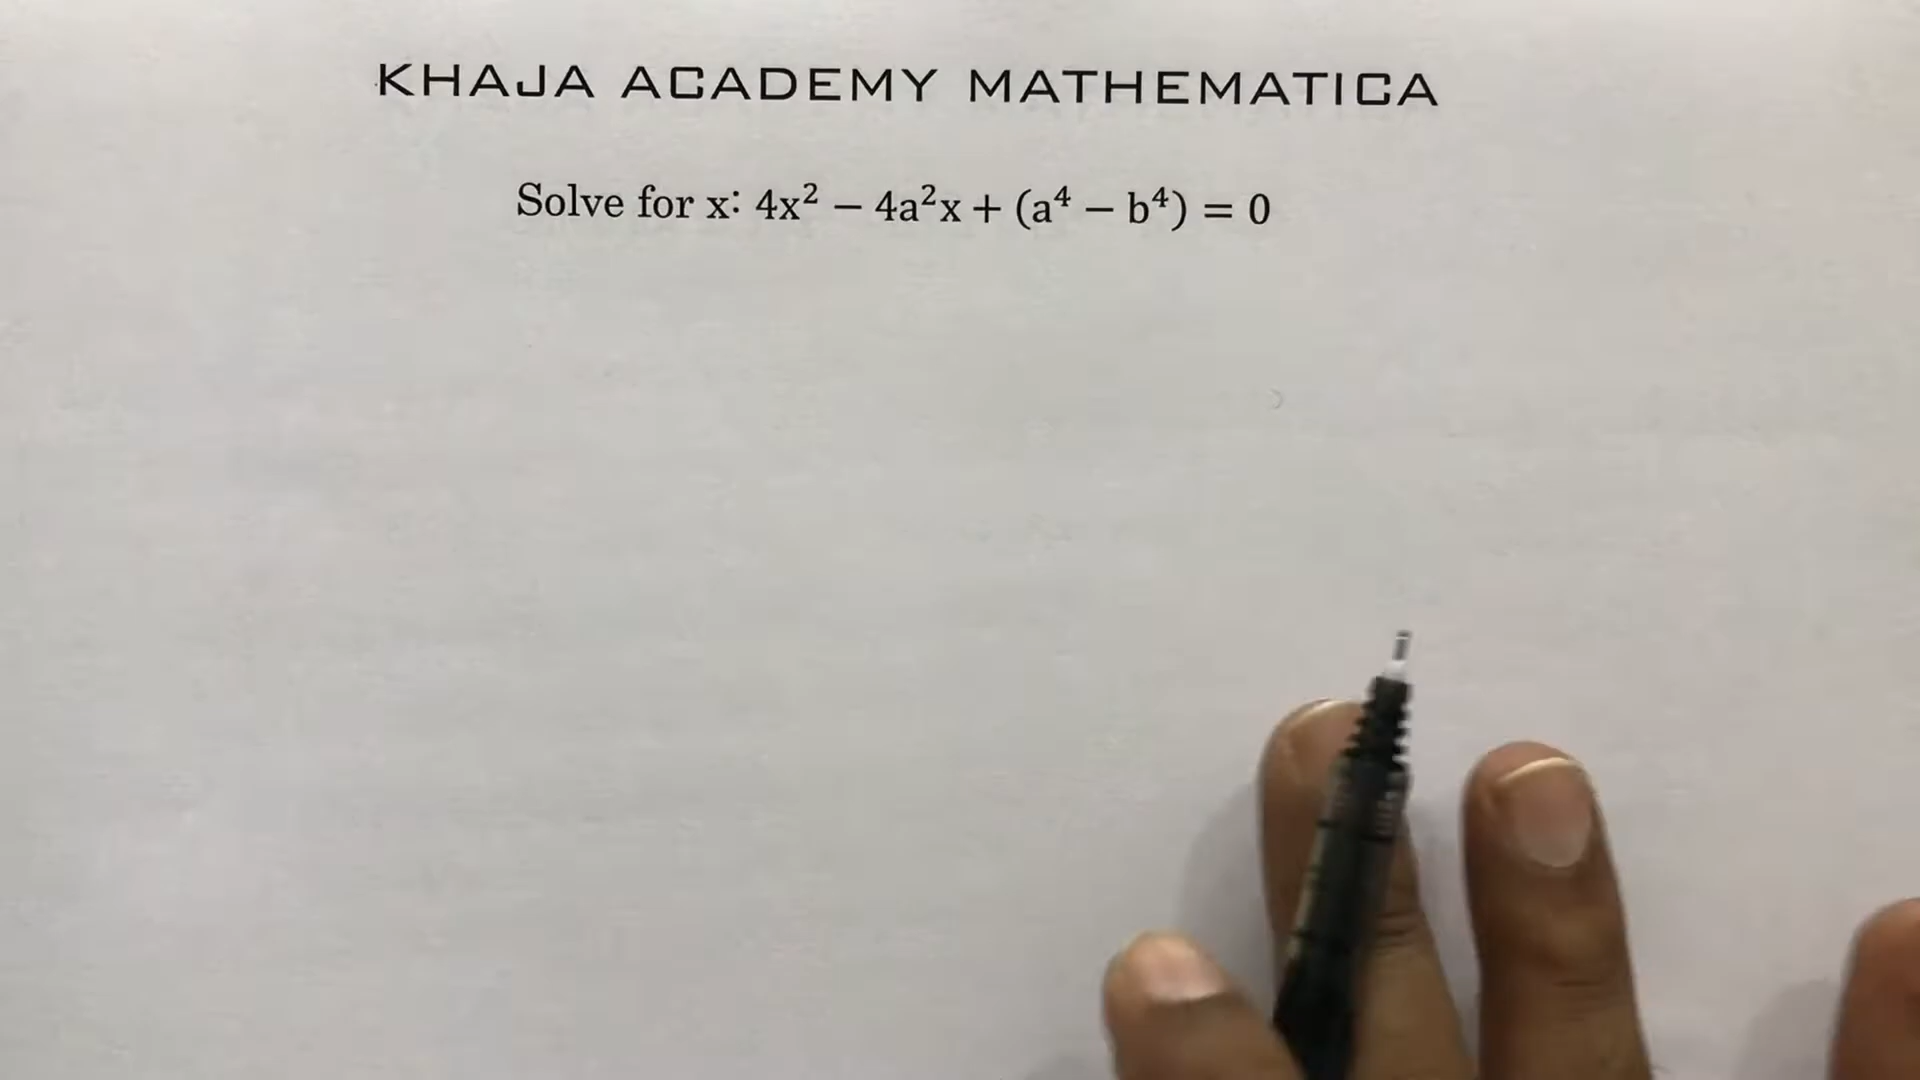 KHAJA ACADEMY MATHEMATICA
Solve for x: 4x² − 4a²x + (a⁴ − b⁴) = 0